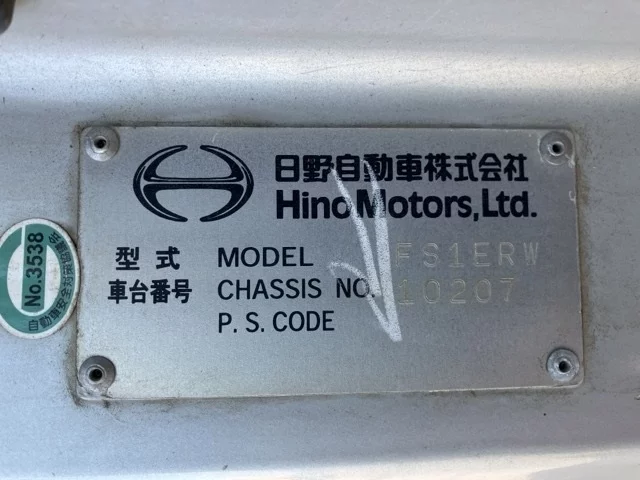 日野自動車株式会社
Hino Motors, Ltd.
型式 MODEL FS1ERW
車台番号 CHASSIS NO. 10207
P. S. CODE
No.3538